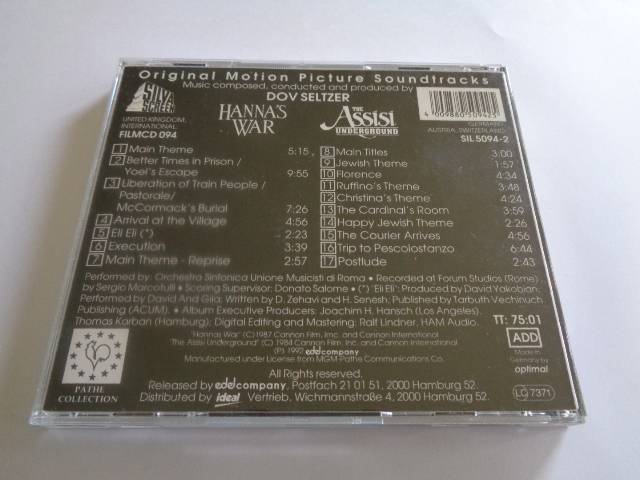 Original Motion Picture Soundtracks
Music composed, conducted and produced by
DOV SELTZER
SILVA SCREEN
UNITED KINGDOM,
INTERNATIONAL:
FILMCD 094
HANNA'S
WAR
THE
ASSISI
UNDERGROUND
GERMANY,
AUSTRIA, SWITZERLAND:
SIL 5094-2
1 Main Theme 5:15
2 Better Times in Prison /
Yoel's Escape 9:55
3 Liberation of Train People /
Pastorale /
McCormack's Burial 7:26
4 Arrival at the Village 4:56
5 Eli Eli (*) 2:23
6 Execution 3:39
7 Main Theme - Reprise 2:57
8 Main Titles 3:00
9 Jewish Theme 1:57
10 Florence 4:34
11 Ruffino's Theme 3:48
12 Christina's Theme 4:24
13 The Cardinal's Room 3:59
14 Happy Jewish Theme 2:26
15 The Courier Arrives 4:56
16 Trip to Pescolostanzo 6:44
17 Postlude 2:43
Performed by: Orchestra Sinfonica Unione Musicisti di Roma • Recorded at Forum Studios (Rome)
by Sergio Marcotulli • Scoring Supervisor: Donato Salome • (*) 'Eli Eli': Produced by David Yakobian,
Performed by David And Gila; Written by D. Zehavi and H. Senesh; Published by Tarbuth Vechinuch
Publishing (ACUM). • Album Executive Producers: Joachim H. Hansch (Los Angeles),
Thomas Karban (Hamburg); Digital Editing and Mastering: Ralf Lindner, HAM Audio.
'Hannas War' (C) 1987 Cannon Film, Inc. and Cannon International
'The Assisi Underground' (C) 1984 Cannon Film, Inc. and Cannon International
(P) 1992 edel company
Manufactured under License from MGM-Pathe Communications Co.
All Rights reserved.
Released by edel company, Postfach 21 01 51, 2000 Hamburg 52.
Distributed by ideal Vertrieb, Wichmannstraße 4, 2000 Hamburg 52.
PATHE
COLLECTION
TT: 75:01
ADD
Made in
Germany by
optimal
LC 7371